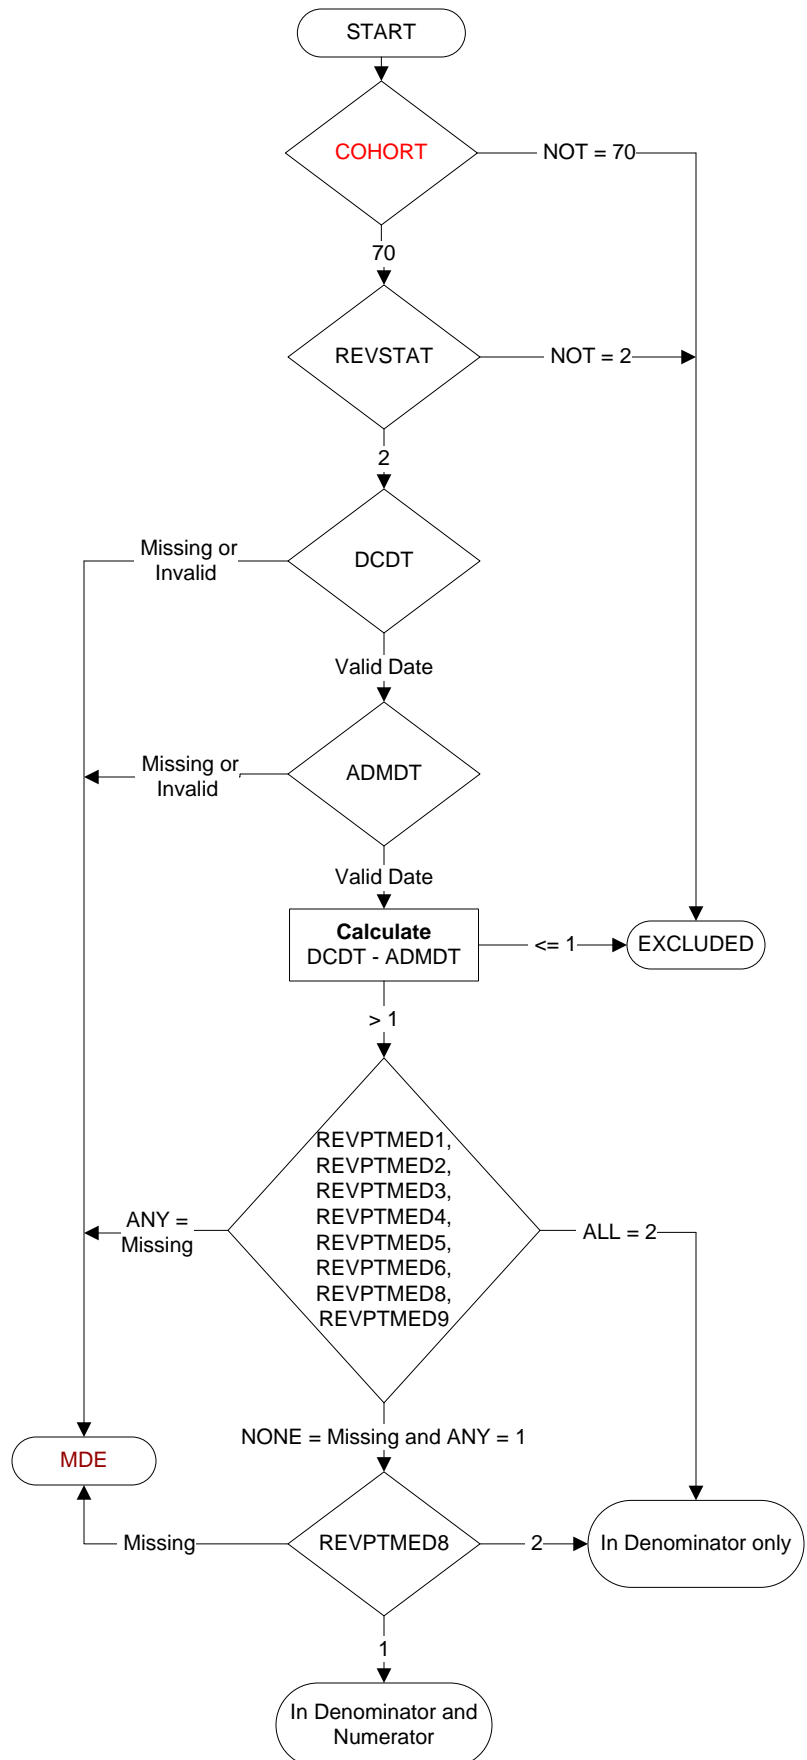 START
COHORT
NOT = 70
70
REVSTAT
NOT = 2
2
Missing or
Invalid
DCDT
Valid Date
Missing or
Invalid
ADMDT
Valid Date
Calculate
DCDT - ADMDT
<= 1
EXCLUDED
> 1
REVPTMED1,
REVPTMED2,
REVPTMED3,
REVPTMED4,
REVPTMED5,
REVPTMED6,
REVPTMED8,
REVPTMED9
ANY =
Missing
ALL = 2
NONE = Missing and ANY = 1
MDE
Missing
REVPTMED8
2
In Denominator only
1
In Denominator and
Numerator